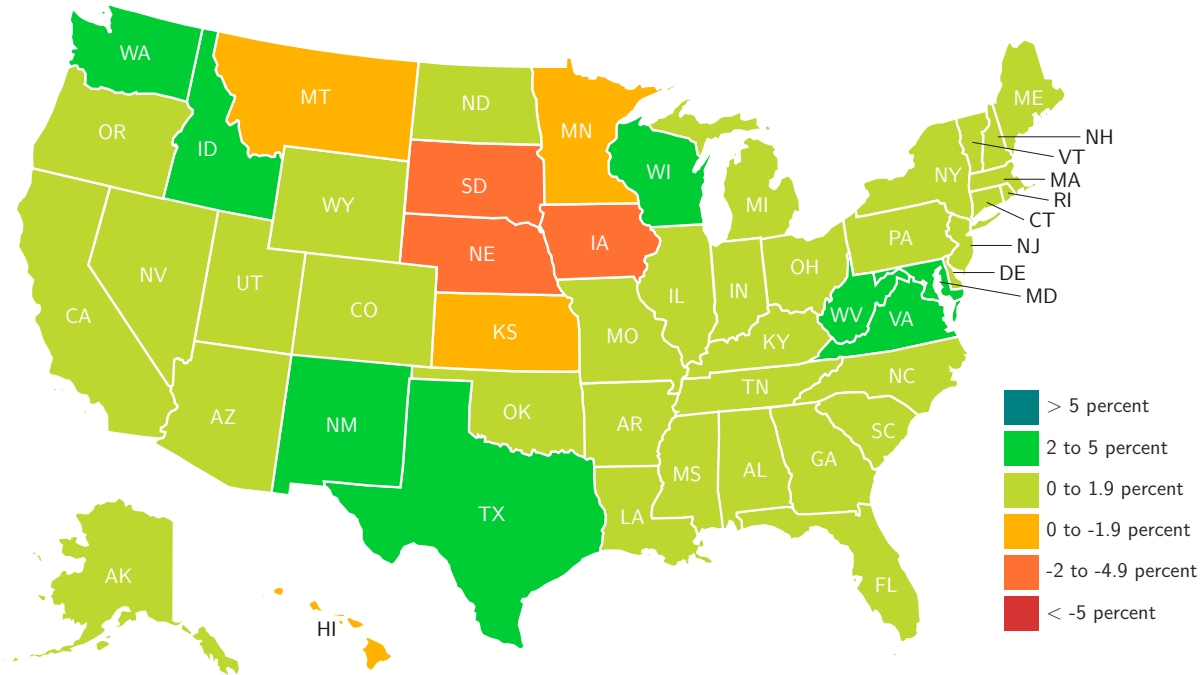 WA
MT
ND
MN
ME
OR
ID
SD
WI
NY
NH
VT
MA
RI
CT
WY
MI
PA
NJ
NV
UT
NE
IA
OH
DE
MD
CA
CO
KS
MO
IL
IN
KY
WV
VA
AZ
NM
OK
AR
TN
NC
SC
TX
LA
MS
AL
GA
FL
AK
HI
> 5 percent
2 to 5 percent
0 to 1.9 percent
0 to -1.9 percent
-2 to -4.9 percent
< -5 percent